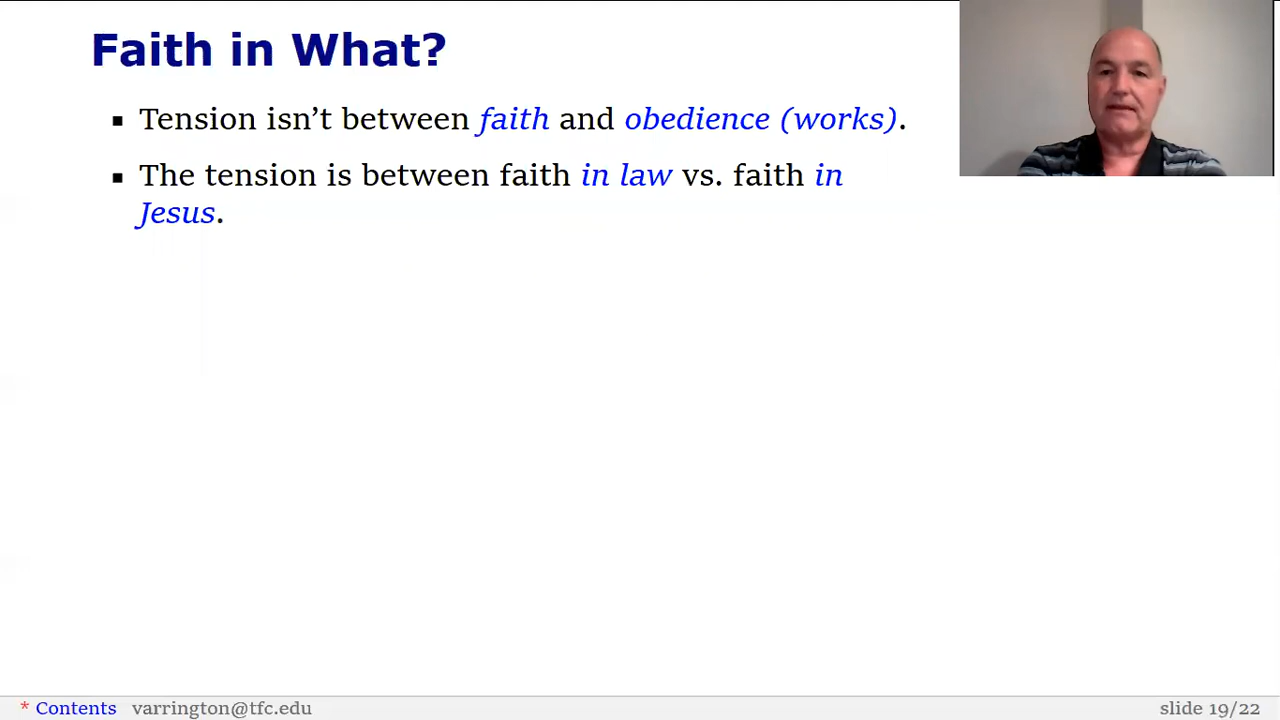 Faith in What?
▪ Tension isn’t between faith and obedience (works).
▪ The tension is between faith in law vs. faith in
Jesus.
* Contents varrington@tfc.edu slide 19/22